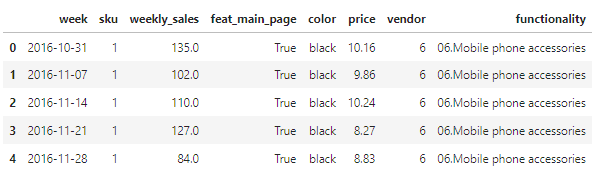 week sku weekly_sales feat_main_page color price vendor functionality
0 2016-10-31 1 135.0 True black 10.16 6 06.Mobile phone accessories
1 2016-11-07 1 102.0 True black 9.86 6 06.Mobile phone accessories
2 2016-11-14 1 110.0 True black 10.24 6 06.Mobile phone accessories
3 2016-11-21 1 127.0 True black 8.27 6 06.Mobile phone accessories
4 2016-11-28 1 84.0 True black 8.83 6 06.Mobile phone accessories